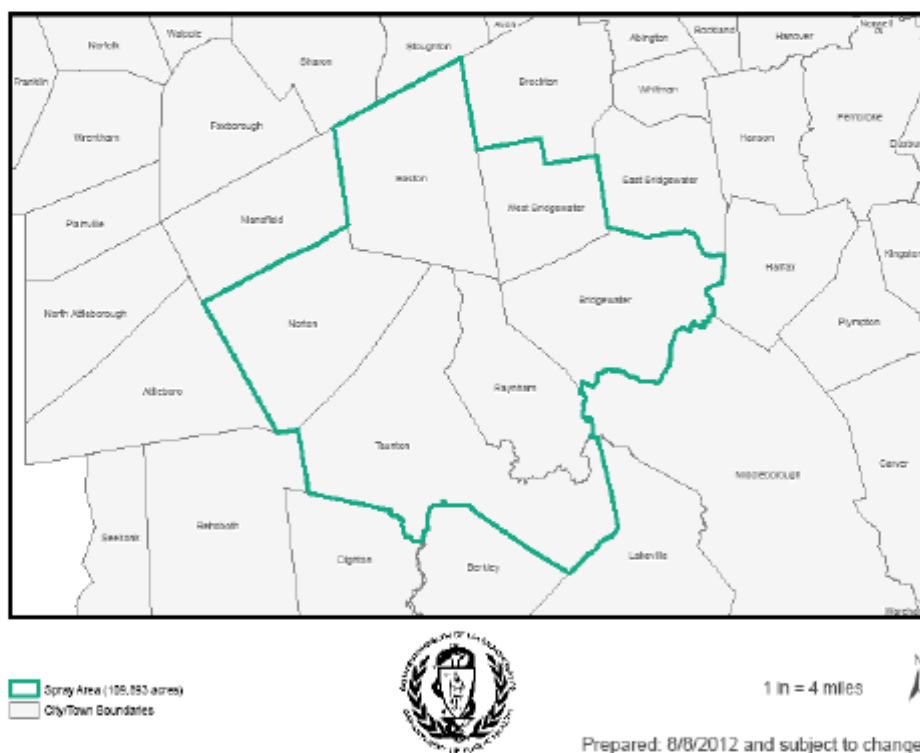 Walpole
Avon
Norfolk
Stoughton
Abington
Rockland
Hanover
Sharon
Franklin
Brockton
Whitman
Foxborough
Wrentham
Hanson
Pembroke
Easton
East Bridgewater
West Bridgewater
Mansfield
Plainville
Halifax
Kingston
Bridgewater
North Attleborough
Norton
Plympton
Attleboro
Raynham
Taunton
Middleborough
Carver
Rehoboth
Seekonk
Dighton
Berkley
Lakeville
Spray Area (109,893 acres)
City/Town Boundaries
1 in = 4 miles
N
Prepared: 8/8/2012 and subject to change